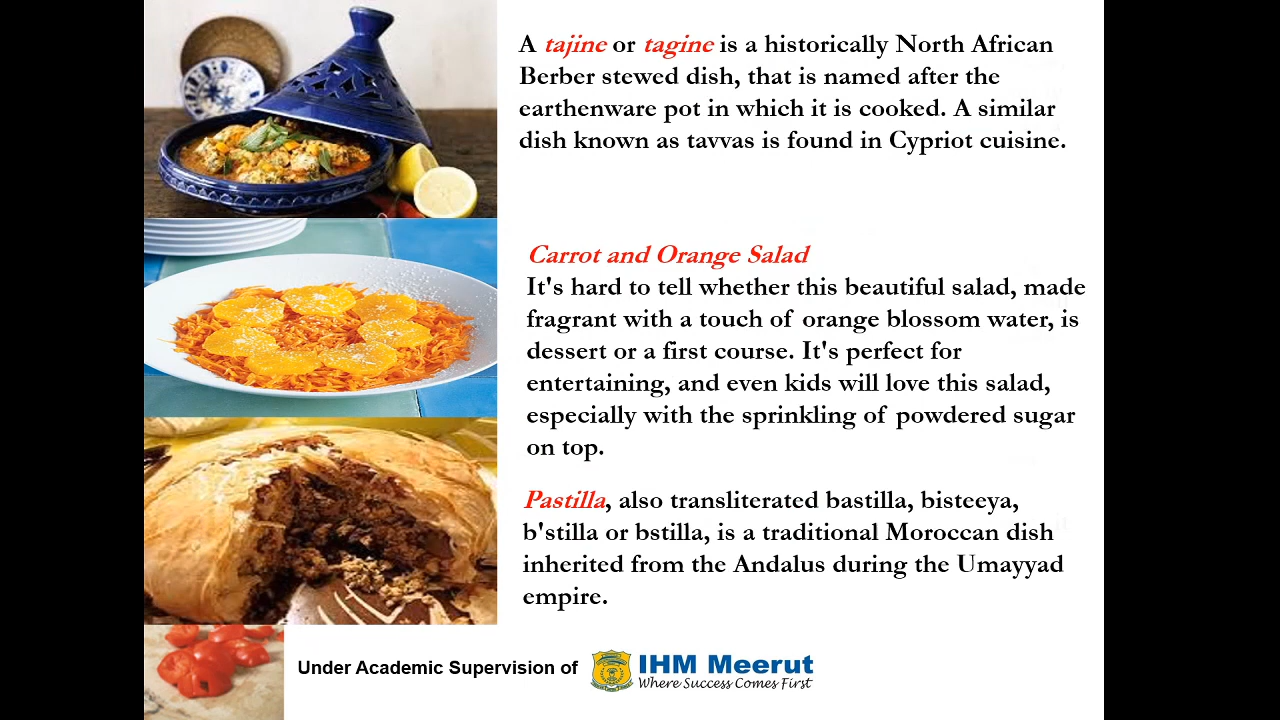 A tajine or tagine is a historically North African
Berber stewed dish, that is named after the
earthenware pot in which it is cooked. A similar
dish known as tavvas is found in Cypriot cuisine.
Carrot and Orange Salad
It's hard to tell whether this beautiful salad, made
fragrant with a touch of orange blossom water, is
dessert or a first course. It's perfect for
entertaining, and even kids will love this salad,
especially with the sprinkling of powdered sugar
on top.
Pastilla, also transliterated bastilla, bisteeya,
b'stilla or bstilla, is a traditional Moroccan dish
inherited from the Andalus during the Umayyad
empire.
Under Academic Supervision of
IHM Meerut
Where Success Comes First